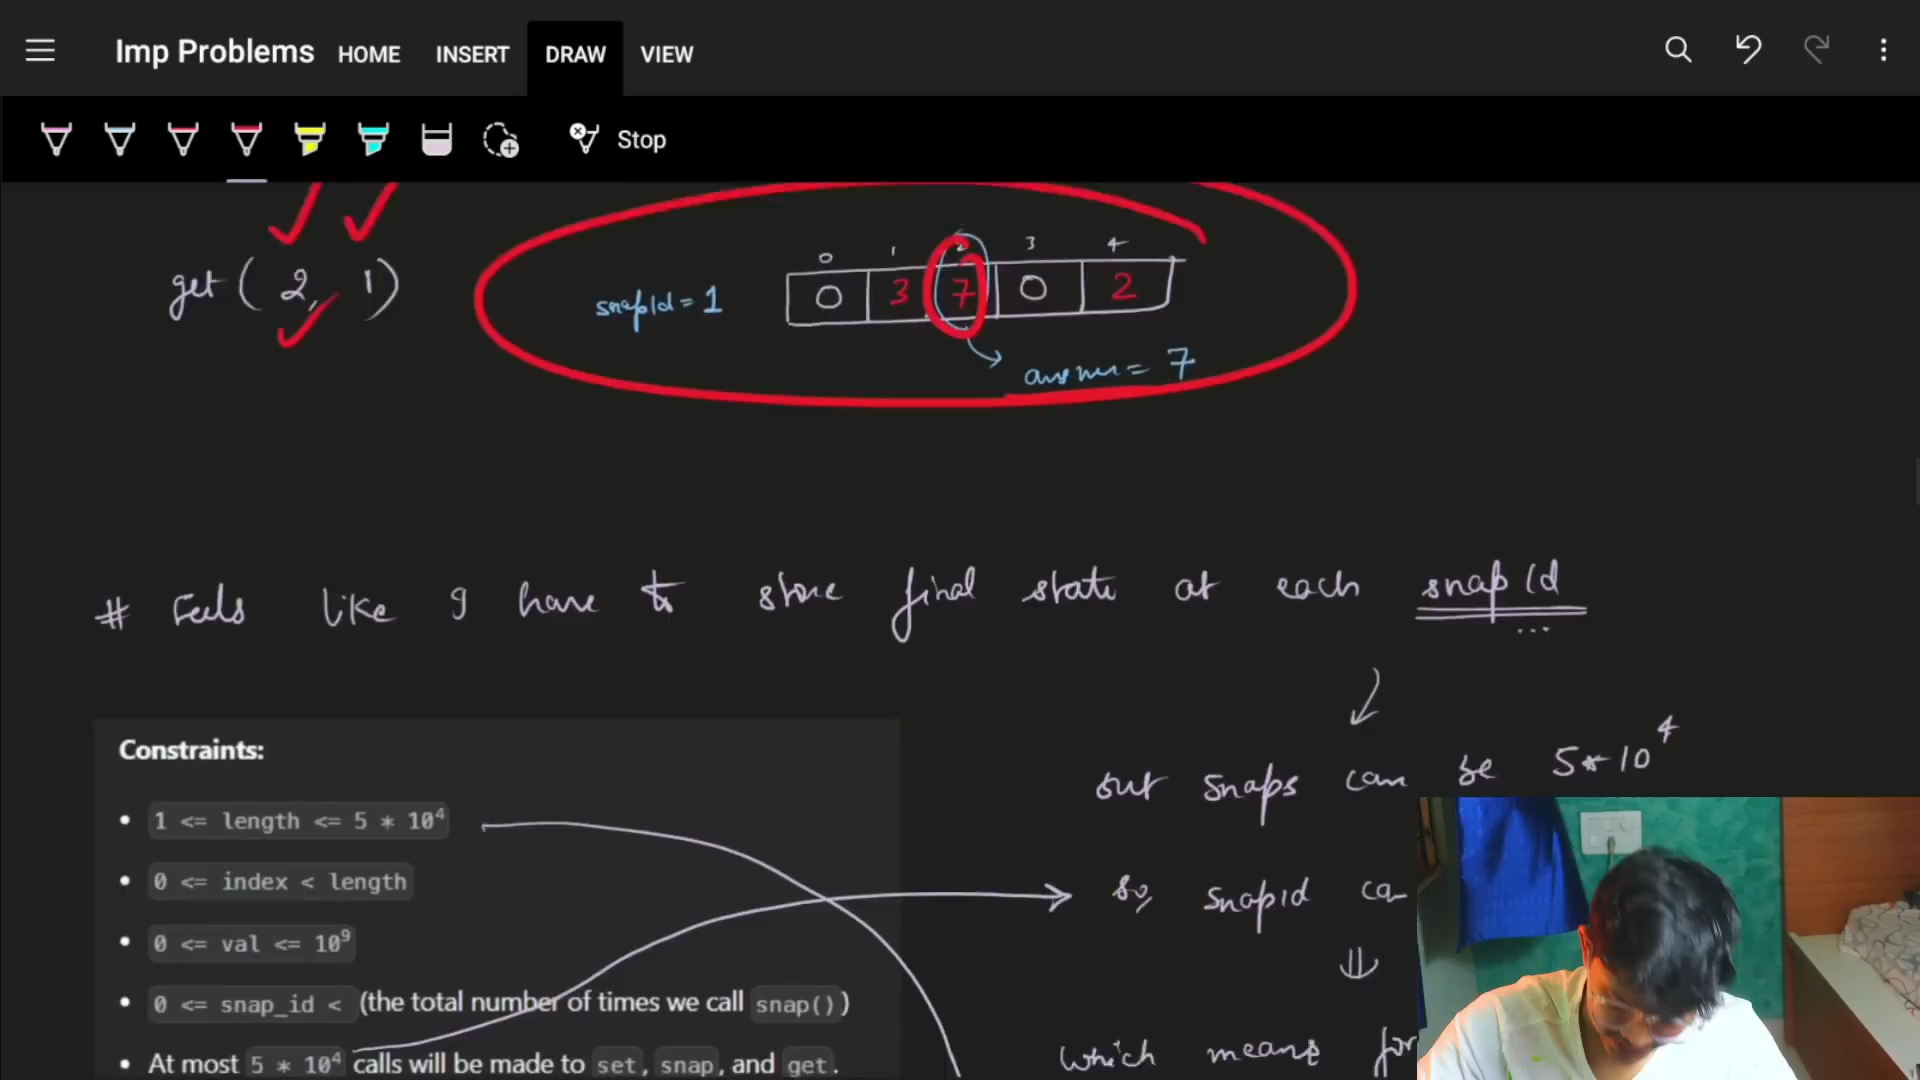 Imp Problems HOME INSERT DRAW VIEW
Stop
0 1 2 3 4
get ( 2, 1) snapId = 1 0 3 7 0 2
answer = 7
# Feels like I have to store final state at each snapId
...
Constraints:
but snaps can be 5*10^4
1 <= length <= 5 * 10^4
0 <= index < length
so, snapid ca
0 <= val <= 10^9
0 <= snap_id < (the total number of times we call snap())
which means for
At most 5 * 10^4 calls will be made to set, snap, and get.